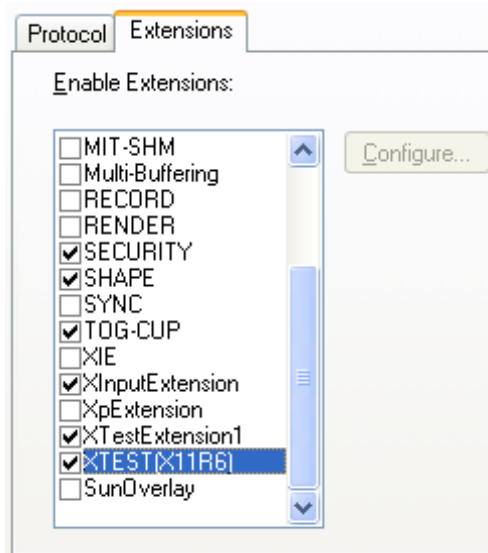 Protocol Extensions
Enable Extensions:
MIT-SHM
Configure...
Multi-Buffering
RECORD
RENDER
SECURITY
SHAPE
SYNC
TOG-CUP
XIE
XInputExtension
XpExtension
XTestExtension1
XTEST(X11R6)
SunOverlay